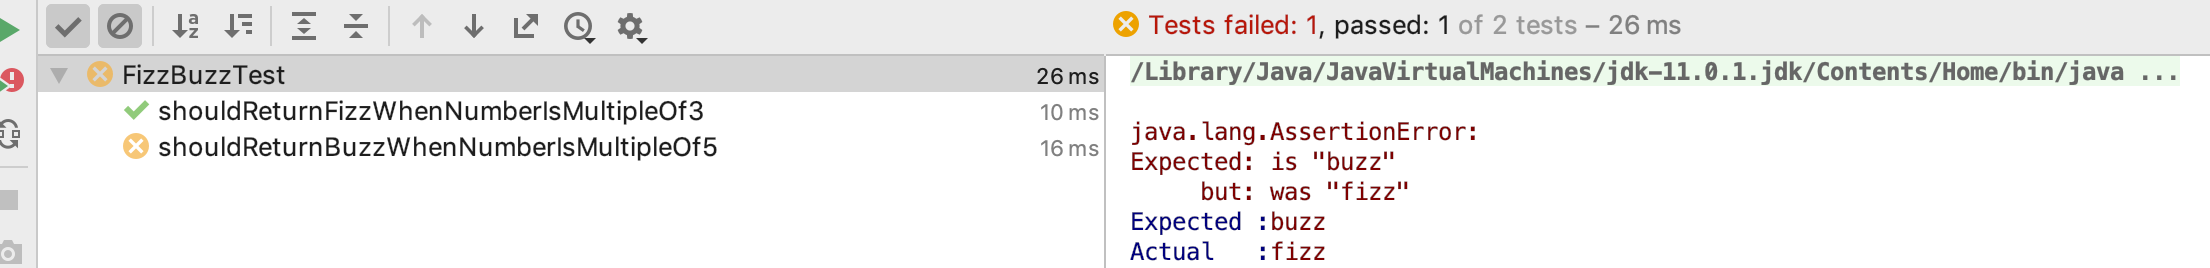 Tests failed: 1, passed: 1 of 2 tests – 26 ms
FizzBuzzTest 26 ms
shouldReturnFizzWhenNumberIsMultipleOf3 10 ms
shouldReturnBuzzWhenNumberIsMultipleOf5 16 ms
/Library/Java/JavaVirtualMachines/jdk-11.0.1.jdk/Contents/Home/bin/java ...
java.lang.AssertionError:
Expected: is "buzz"
but: was "fizz"
Expected :buzz
Actual :fizz